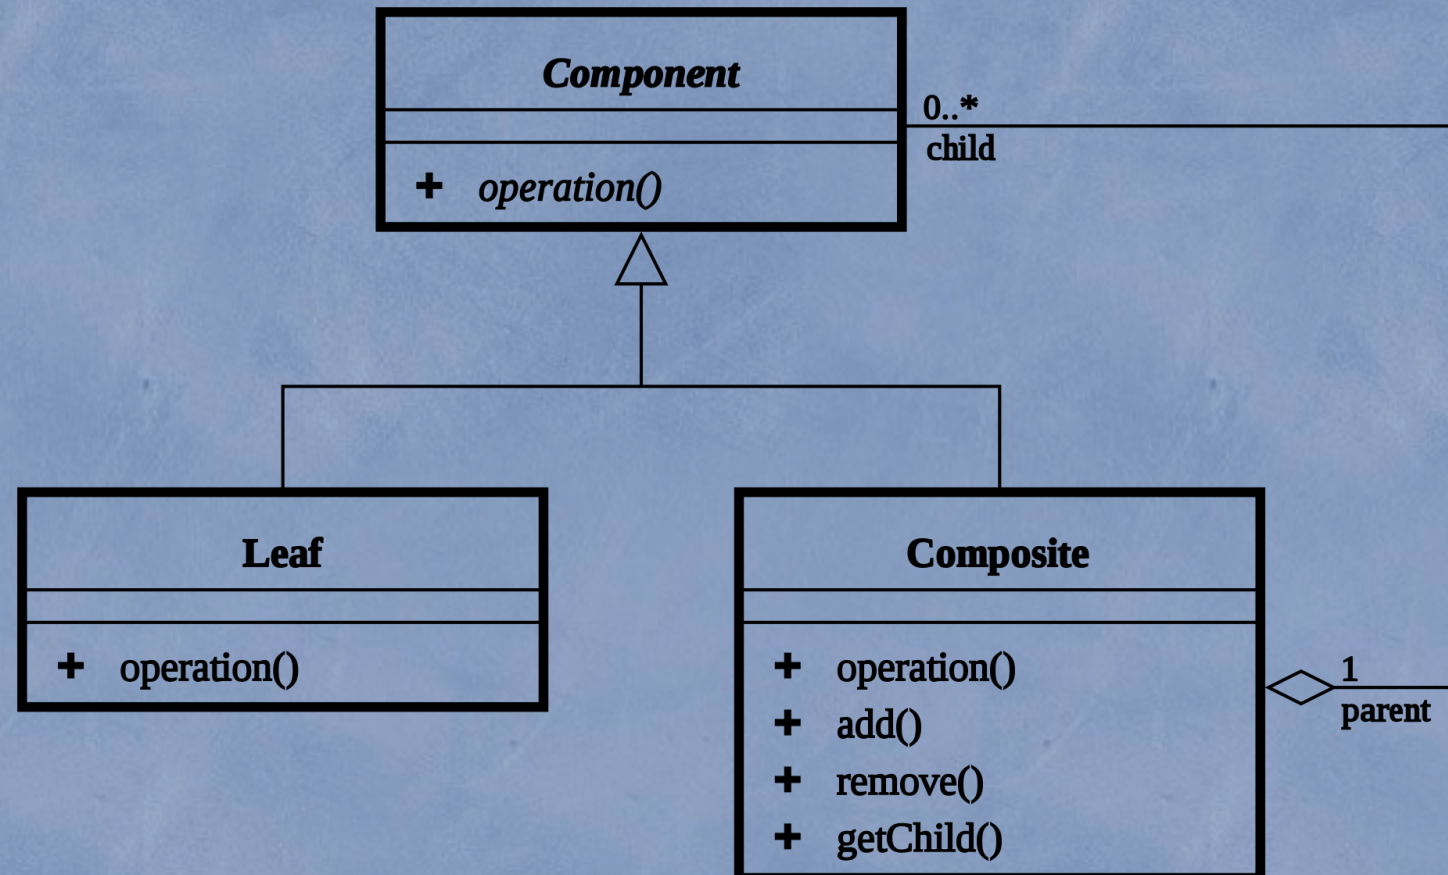 Component
0..*
child
+ operation()
Leaf
+ operation()
Composite
+ operation()
+ add()
+ remove()
+ getChild()
1
parent